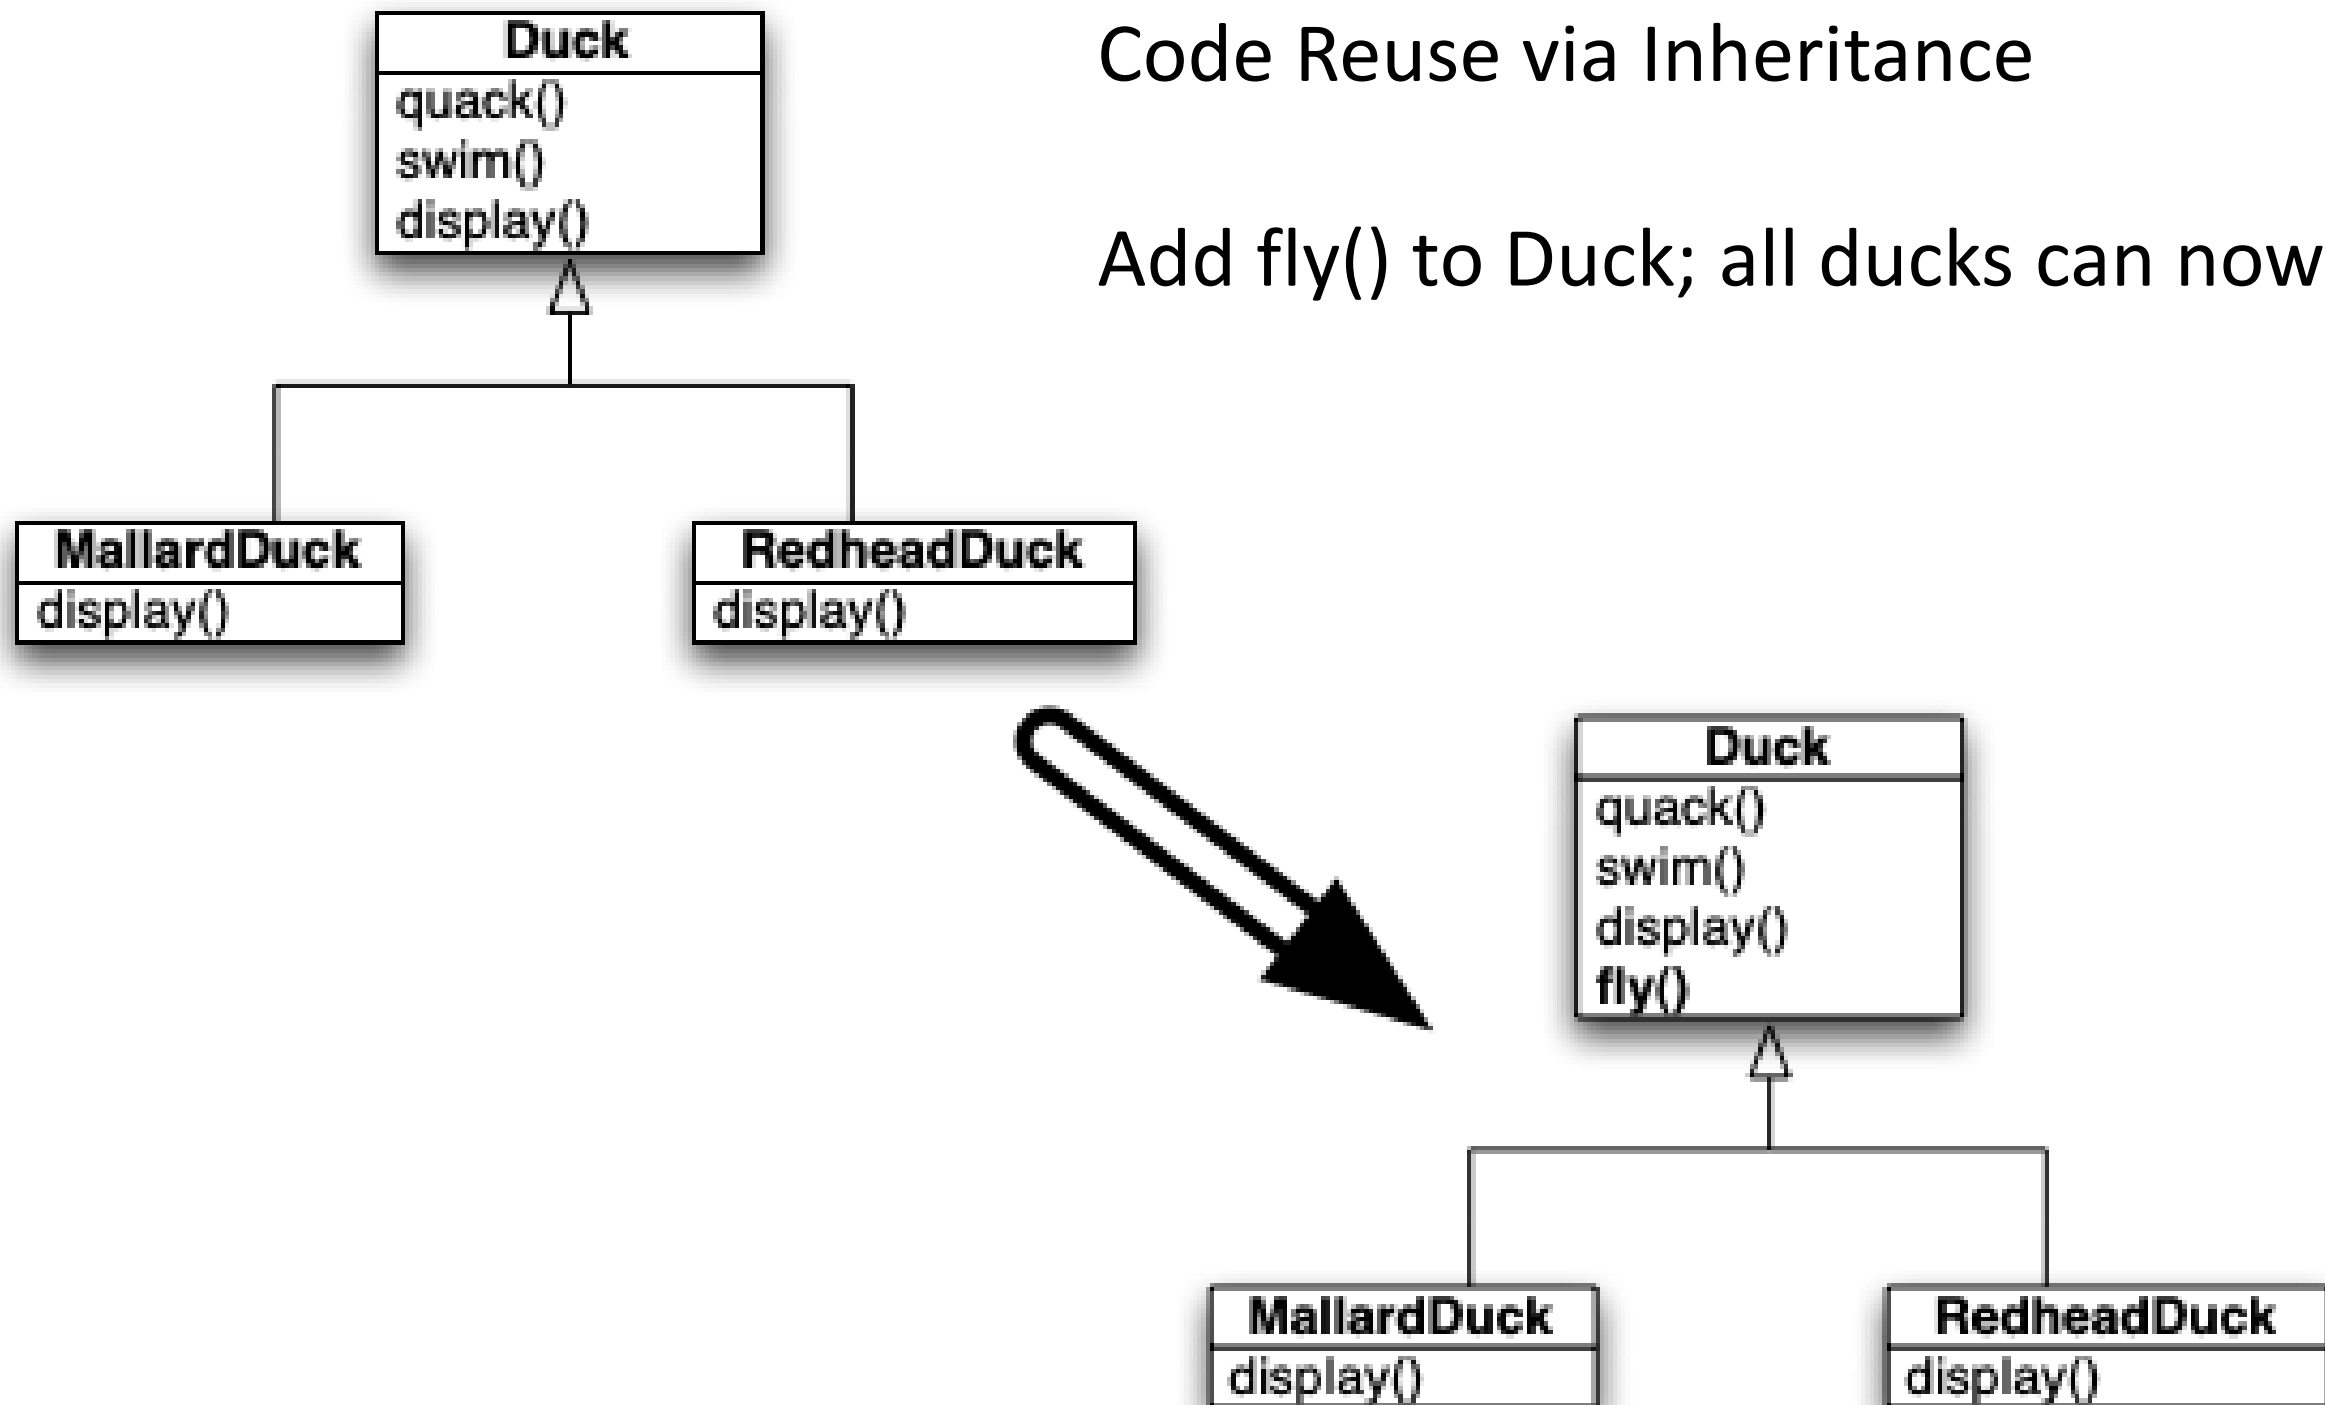 Code Reuse via Inheritance
Add fly() to Duck; all ducks can now
Duck
quack()
swim()
display()
MallardDuck
display()
RedheadDuck
display()
Duck
quack()
swim()
display()
fly()
MallardDuck
display()
RedheadDuck
display()